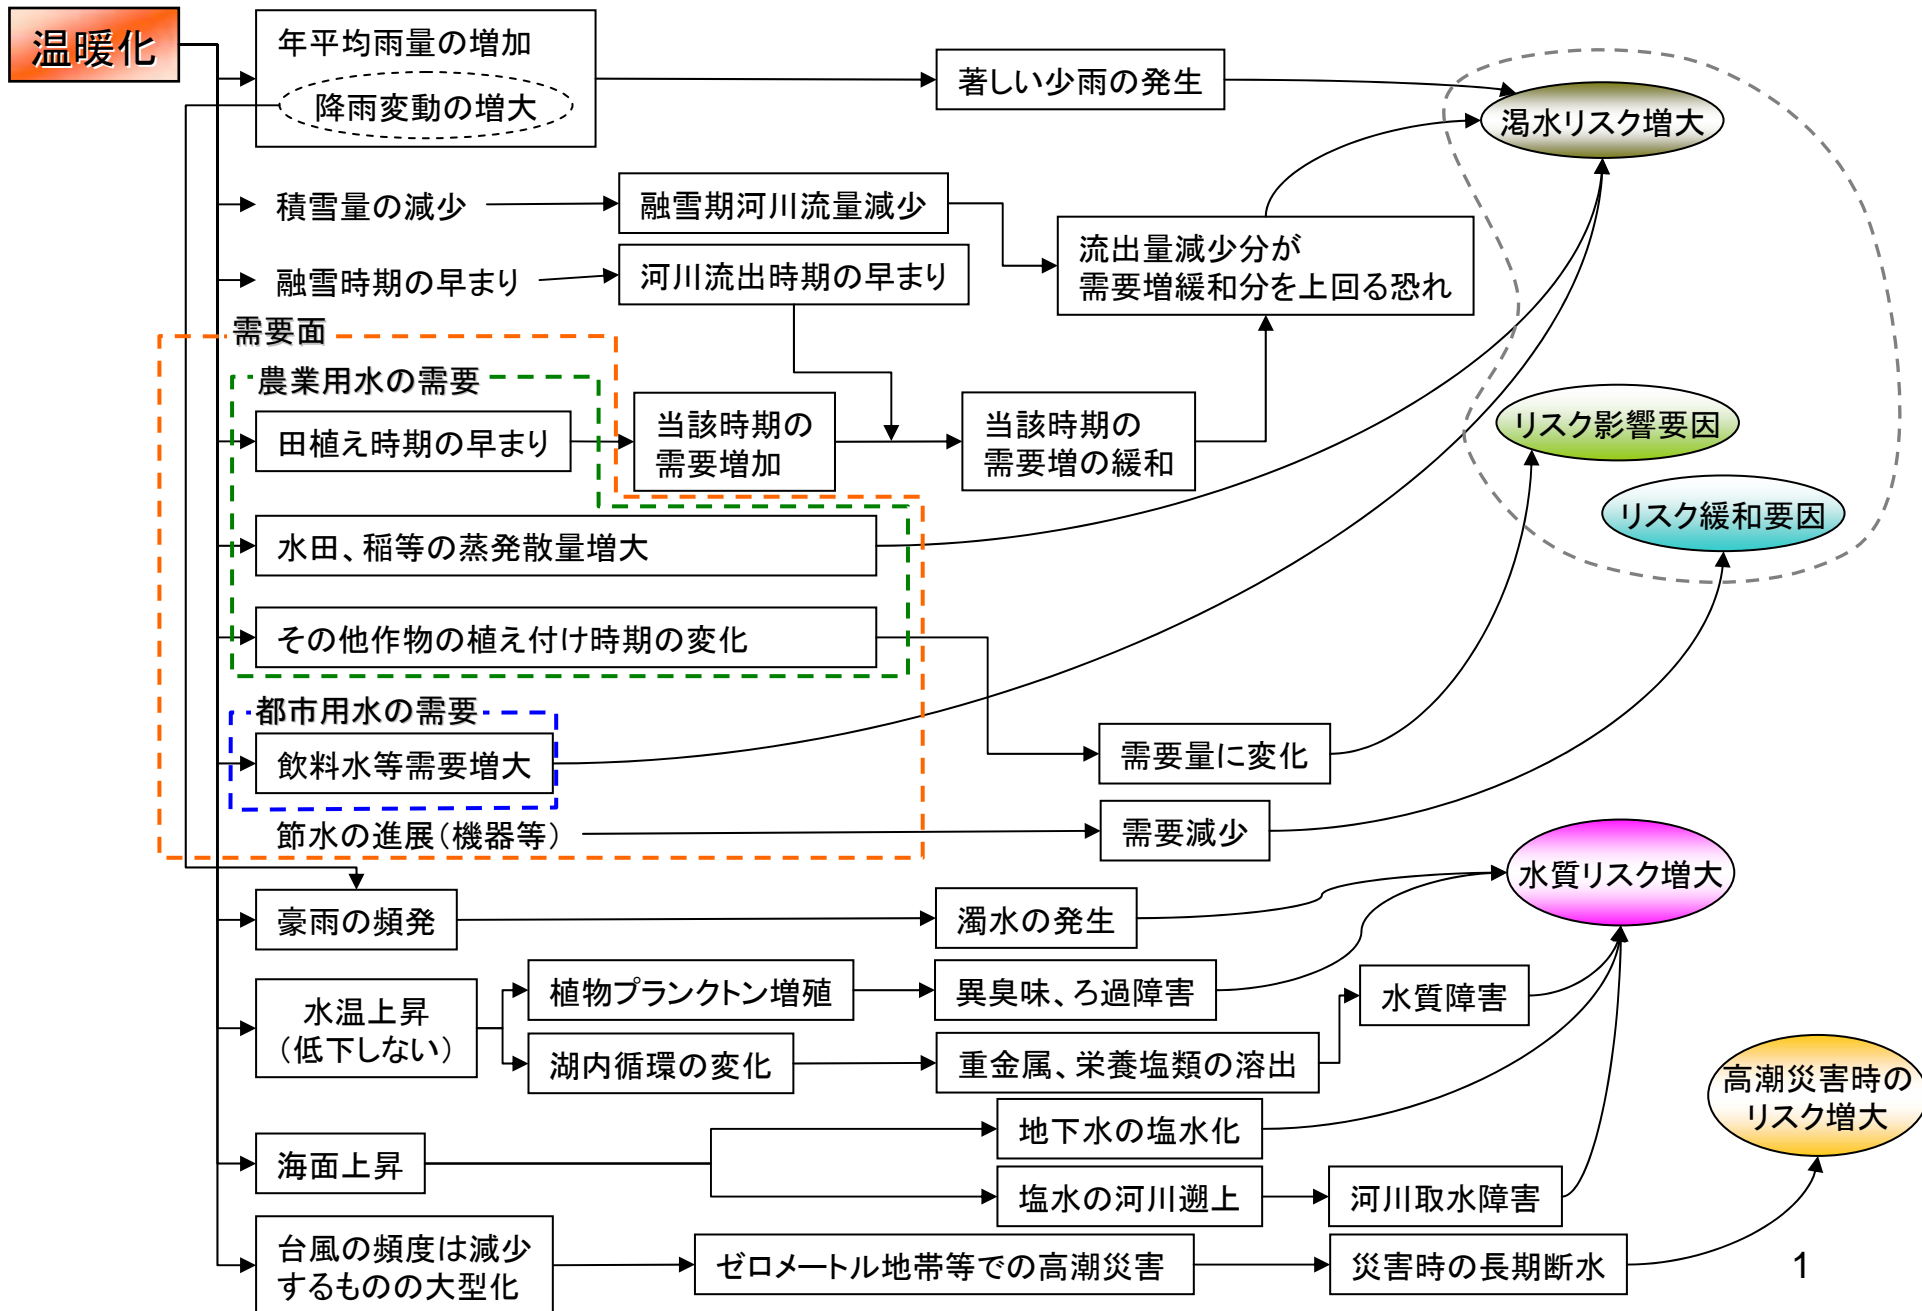 温暖化
年平均雨量の増加
降雨変動の増大
著しい少雨の発生
渇水リスク増大
積雪量の減少
融雪期河川流量減少
融雪時期の早まり
河川流出時期の早まり
流出量減少分が
需要増緩和分を上回る恐れ
需要面
農業用水の需要
田植え時期の早まり
当該時期の
需要増加
当該時期の
需要増の緩和
リスク影響要因
リスク緩和要因
水田、稲等の蒸発散量増大
その他作物の植え付け時期の変化
都市用水の需要
飲料水等需要増大
需要量に変化
節水の進展(機器等)
需要減少
水質リスク増大
豪雨の頻発
濁水の発生
水温上昇
(低下しない)
植物プランクトン増殖
異臭味、ろ過障害
水質障害
湖内循環の変化
重金属、栄養塩類の溶出
高潮災害時の
リスク増大
海面上昇
地下水の塩水化
塩水の河川遡上
河川取水障害
台風の頻度は減少
するものの大型化
ゼロメートル地帯等での高潮災害
災害時の長期断水
1